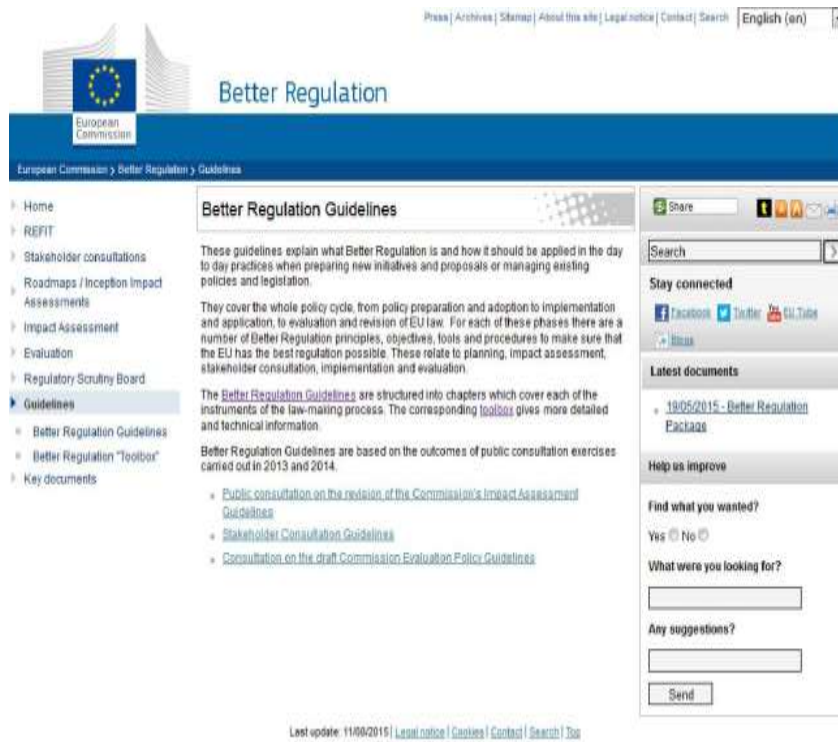 Press | Archives | Sitemap | About this site | Legal notice | Contact | Search English (en)
European
Commission
Better Regulation
European Commission > Better Regulation > Guidelines
Home
REFIT
Stakeholder consultations
Roadmaps / Inception Impact
Assessments
Impact Assessment
Evaluation
Regulatory Scrutiny Board
Guidelines
Better Regulation Guidelines
Better Regulation "Toolbox"
Key documents
Better Regulation Guidelines
These guidelines explain what Better Regulation is and how it should be applied in the day
to day practices when preparing new initiatives and proposals or managing existing
policies and legislation.
They cover the whole policy cycle, from policy preparation and adoption to implementation
and application, to evaluation and revision of EU law. For each of these phases there are a
number of Better Regulation principles, objectives, tools and procedures to make sure that
the EU has the best regulation possible. These relate to planning, impact assessment,
stakeholder consultation, implementation and evaluation.
The Better Regulation Guidelines are structured into chapters which cover each of the
instruments of the law-making process. The corresponding toolbox gives more detailed
and technical information.
Better Regulation Guidelines are based on the outcomes of public consultation exercises
carried out in 2013 and 2014.
Public consultation on the revision of the Commission's Impact Assessment
Guidelines
Stakeholder Consultation Guidelines
Consultation on the draft Commission Evaluation Policy Guidelines
Share
Search
Stay connected
Facebook Twitter EU Tube
Latest documents
19/05/2015 - Better Regulation
Package
Help us improve
Find what you wanted?
Yes No
What were you looking for?
Any suggestions?
Send
Last update: | Legal notice | Cookies | Contact | Search | Top